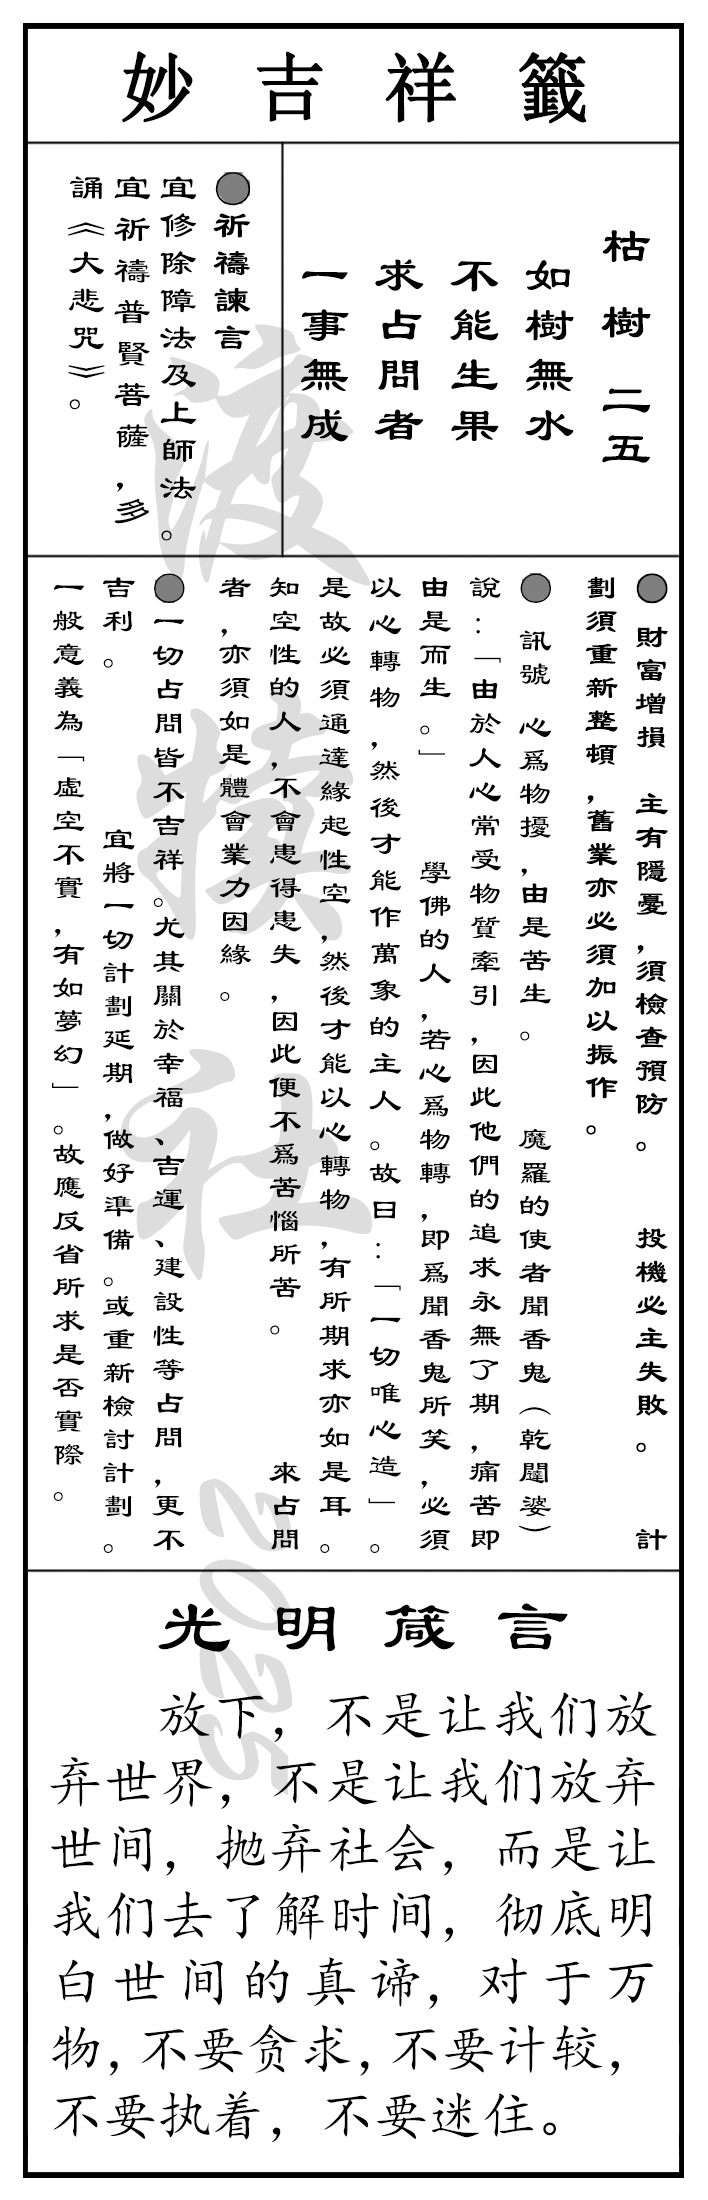 妙吉祥籤
枯樹二五
如樹無水
不能生果
求占問者
一事無成
●祈禱諫言
宜修除障法及上師法。
宜祈禱普賢菩薩，多
誦《大悲咒》。
●財富增損　主有隱憂，須檢查預防。　投機必主失敗。　計
劃須重新整頓，舊業亦必須加以振作。
●訊號　心爲物擾，由是苦生。　魔羅的使者聞香鬼（乾闥婆）
說：「由於人心常受物質牽引，因此他們的追求永無了期，痛苦即
由是而生。」　學佛的人，若心爲物轉，即爲聞香鬼所笑，必須
以心轉物，然後才能作萬象的主人。故曰：「一切唯心造」。
是故必須通達緣起性空，然後才能以心轉物，有所期求亦如是耳。
知空性的人，不會患得患失，因此便不爲苦惱所苦。　來占問
者，亦須如是體會業力因緣。
●一切占問皆不吉祥。尤其關於幸福、吉運、建設性等占問，更不
吉利。　宜將一切計劃延期，做好準備。或重新檢討計劃。
一般意義為「虛空不實，有如夢幻」。故應反省所求是否實際。
光明箴言
放下，不是让我们放
弃世界，不是让我们放弃
世间，抛弃社会，而是让
我们去了解时间，彻底明
白世间的真谛，对于万
物，不要贪求，不要计较，
不要执着，不要迷住。
渡犊社2025